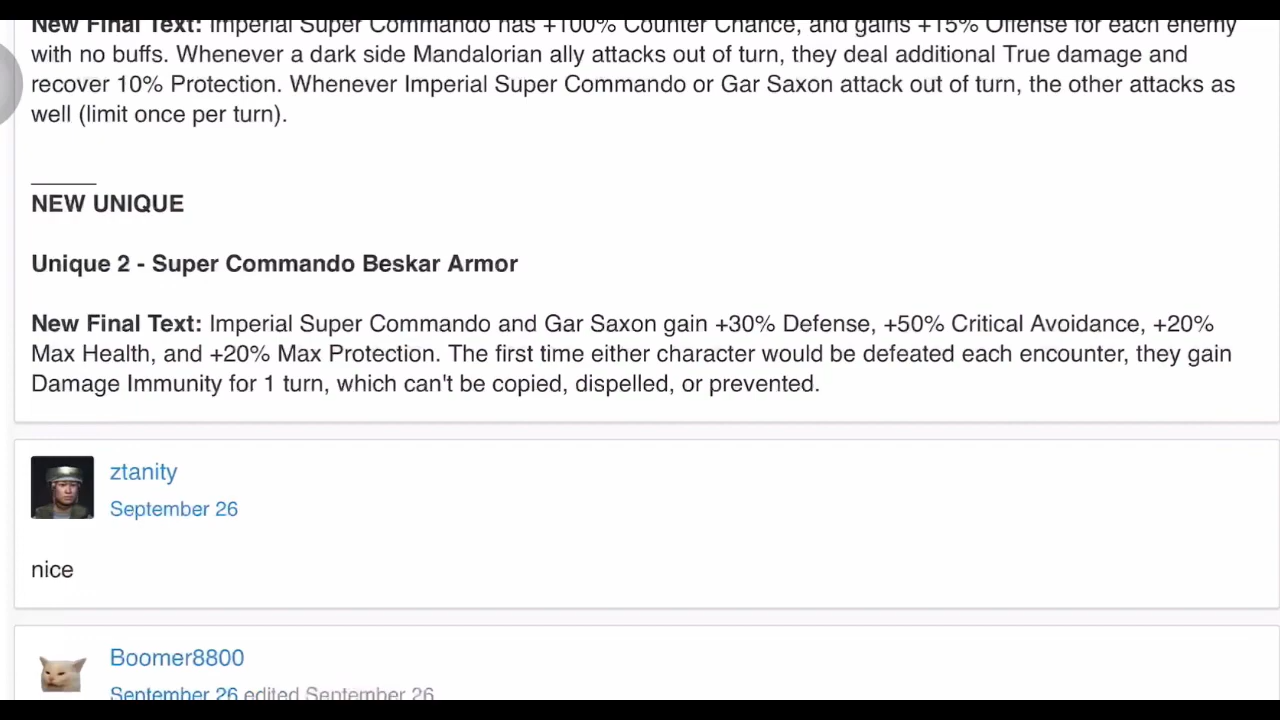 New Final Text: Imperial Super Commando has +100% Counter Chance, and gains +15% Offense for each enemy
with no buffs. Whenever a dark side Mandalorian ally attacks out of turn, they deal additional True damage and
recover 10% Protection. Whenever Imperial Super Commando or Gar Saxon attack out of turn, the other attacks as
well (limit once per turn).
NEW UNIQUE
Unique 2 - Super Commando Beskar Armor
New Final Text: Imperial Super Commando and Gar Saxon gain +30% Defense, +50% Critical Avoidance, +20%
Max Health, and +20% Max Protection. The first time either character would be defeated each encounter, they gain
Damage Immunity for 1 turn, which can't be copied, dispelled, or prevented.
ztanity
September 26
nice
Boomer8800
September 26 edited September 26